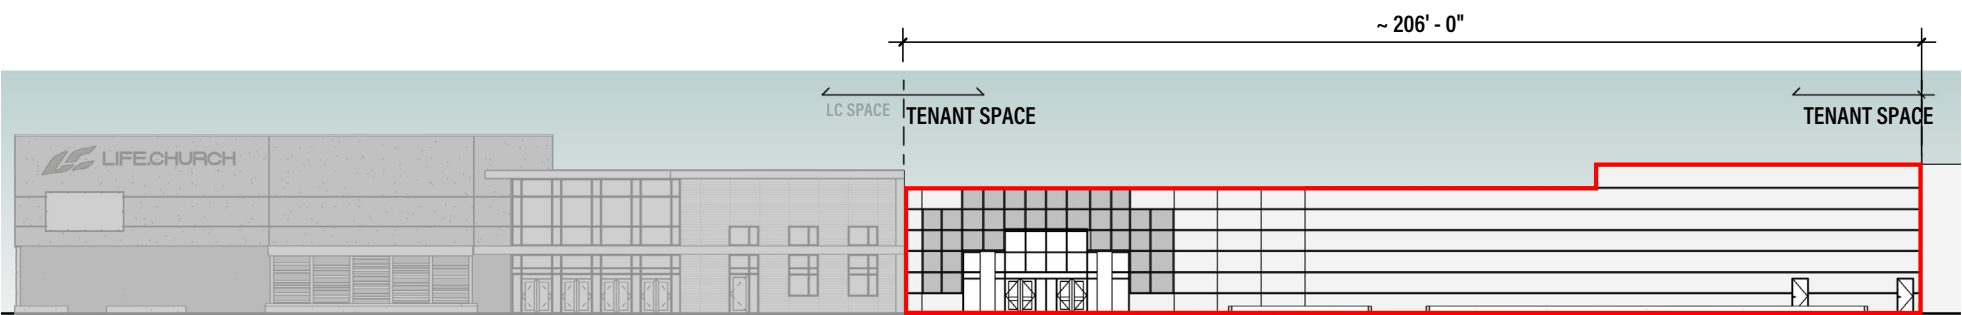 ~ 206' - 0"
LC SPACE
TENANT SPACE
TENANT SPACE
LIFE.CHURCH